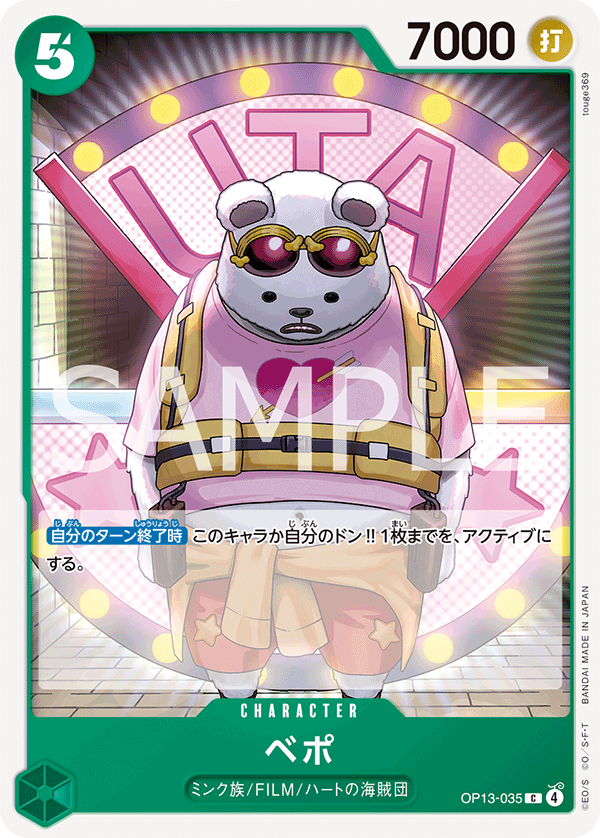 5
7000
打
touge369
UTA
SAMPLE
自分のターン終了時 このキャラか自分のドン!!1枚までを、アクティブに
する。
CHARACTER
ベポ
ミンク族/FILM/ハートの海賊団
OP13-035 C 4
©E.O/S ©O/S・F・T BANDAI MADE IN JAPAN